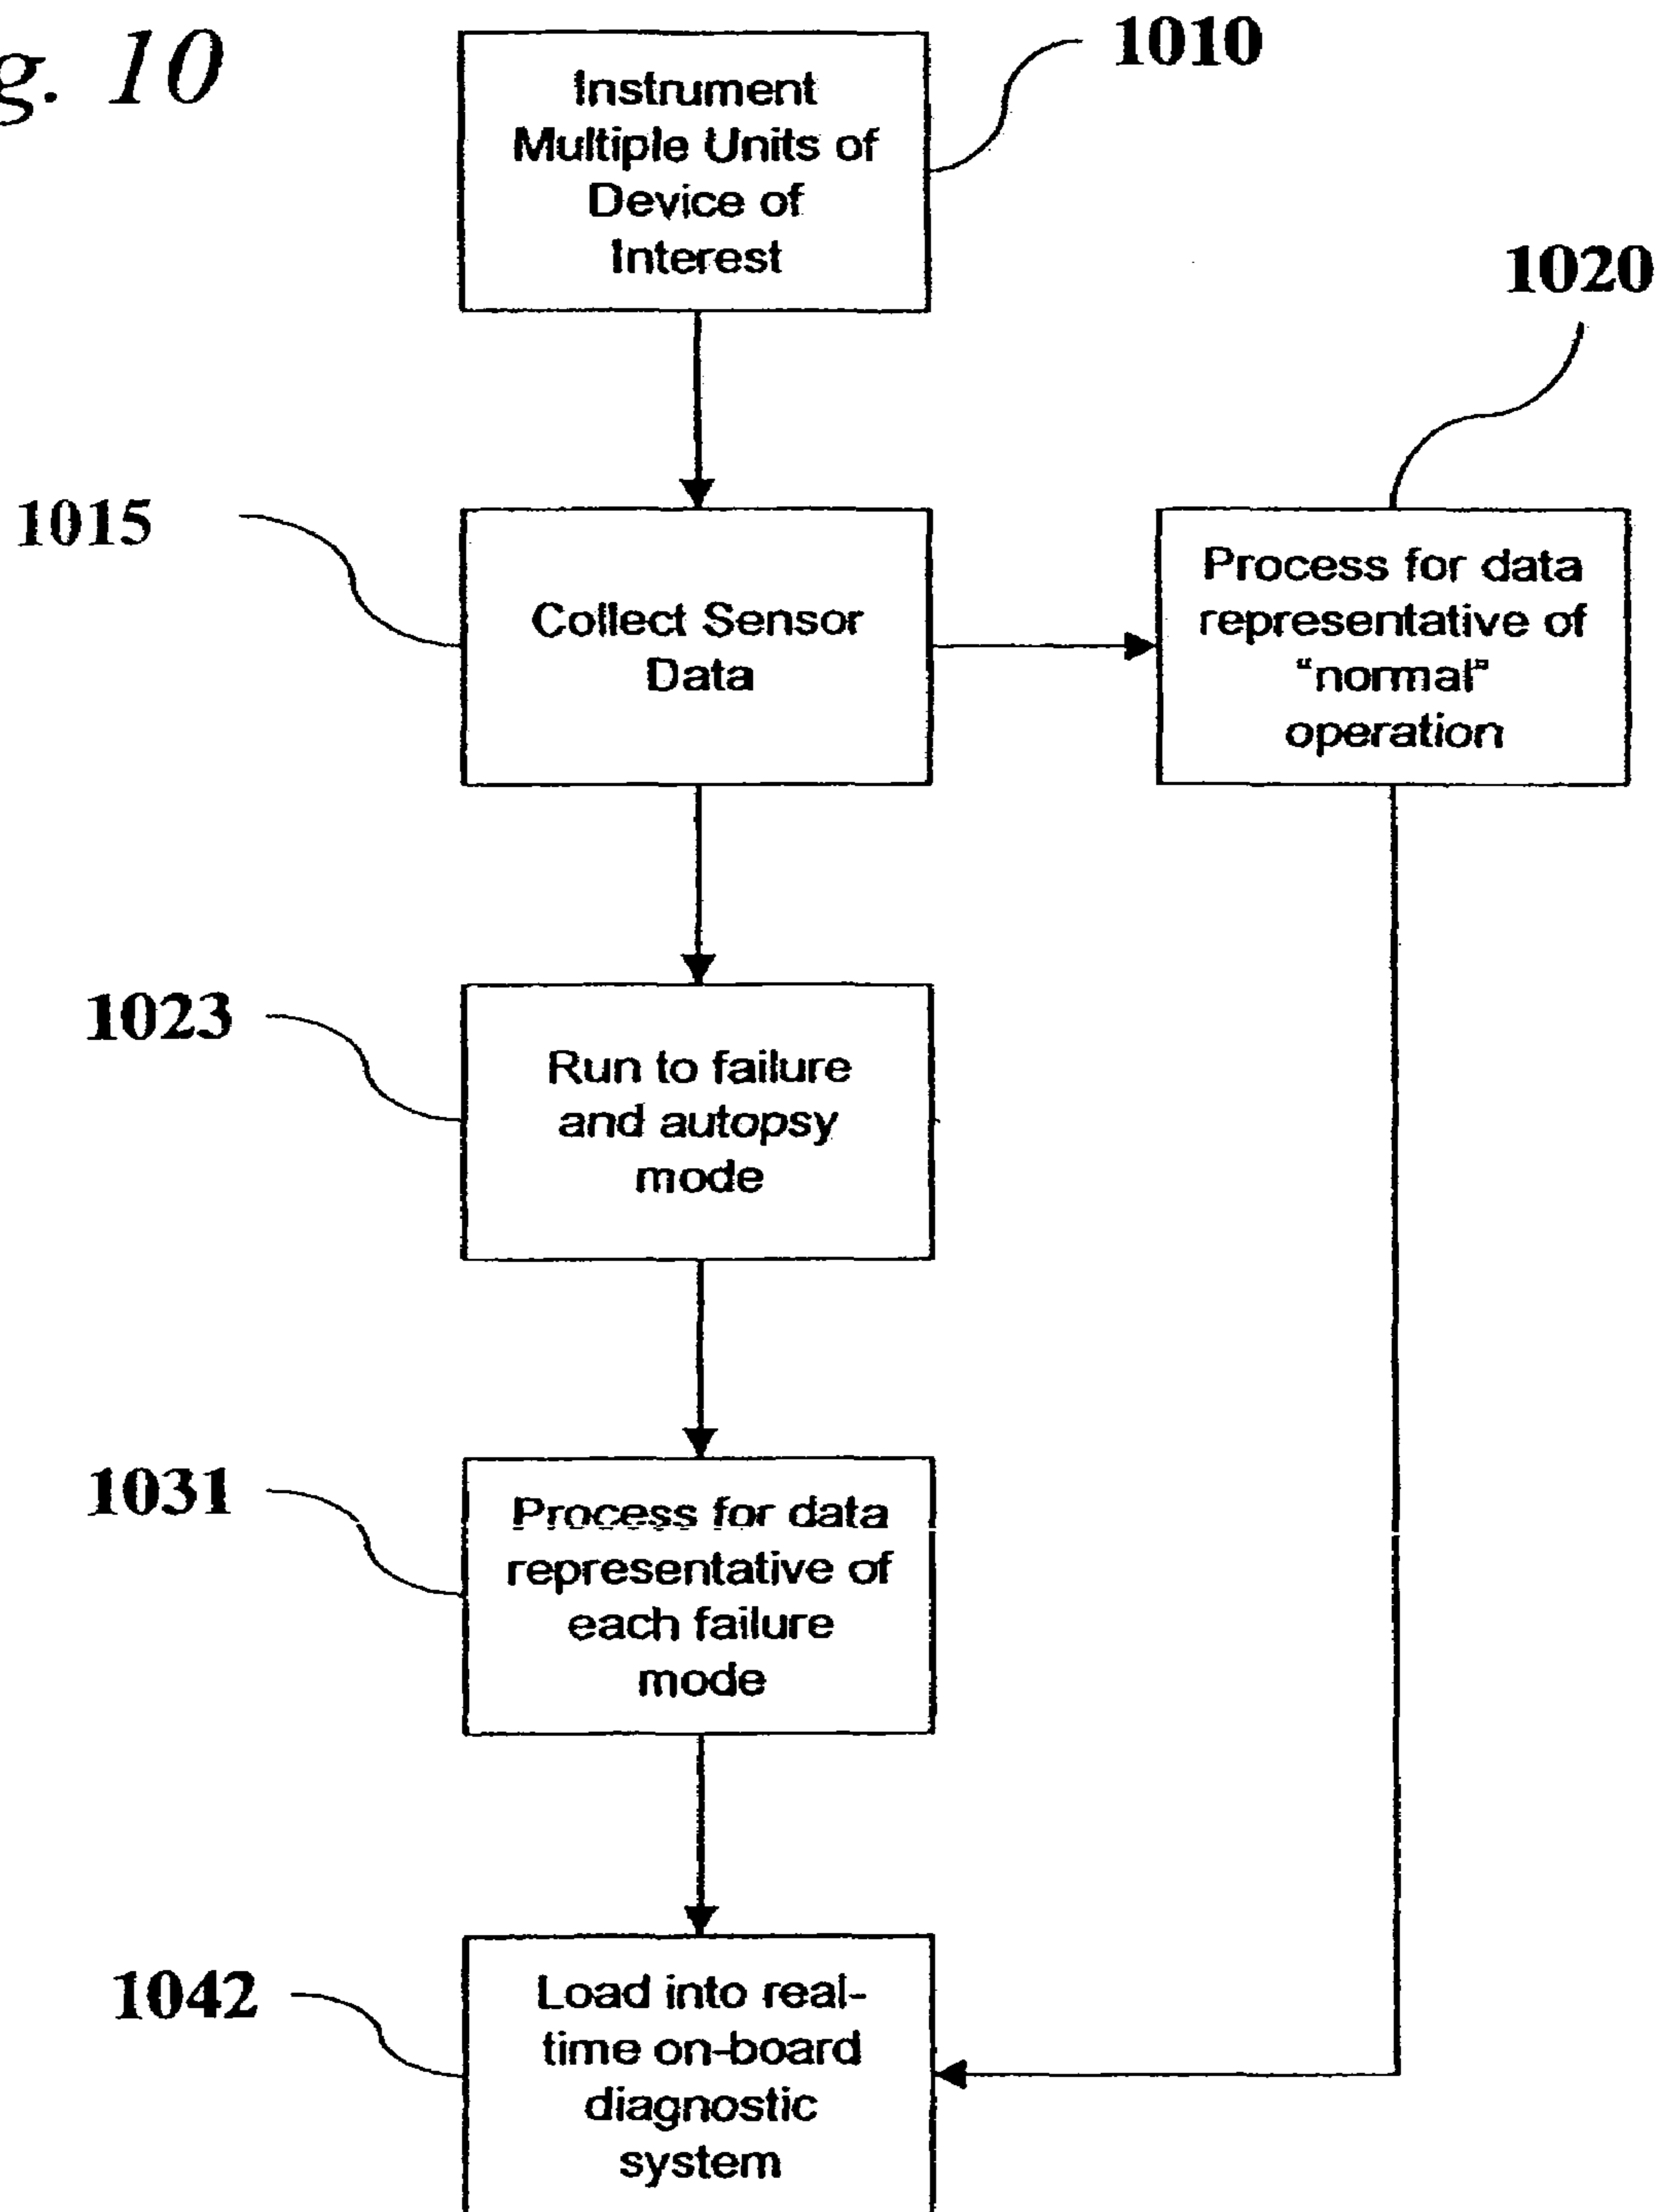 g. 10
1010
Instrument
Multiple Units of
Device of
Interest
1020
1015
Collect Sensor
Data
Process for data
representative of
“normal”
operation
1023
Run to failure
and autopsy
mode
1031
Process for data
representative of
each failure
mode
1042
Load into real-
time on-board
diagnostic
system